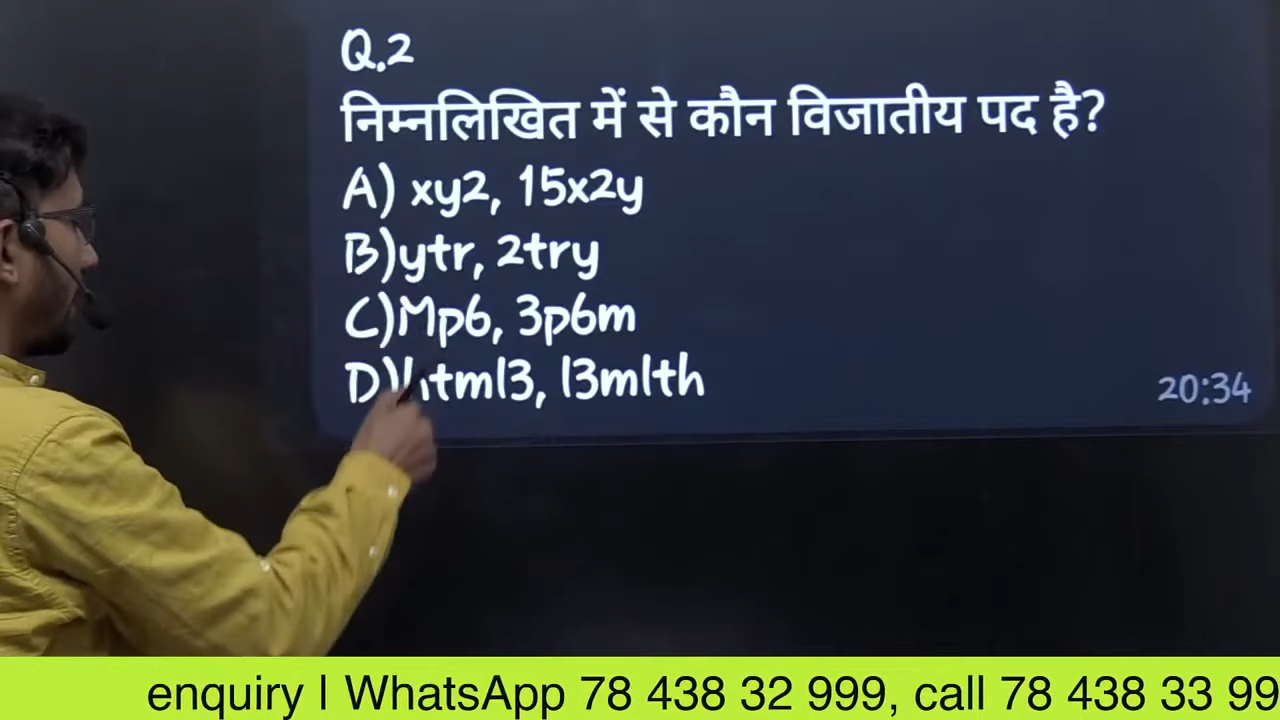 Q.2
निम्नलिखित में से कौन विजातीय पद है?
A) xy2, 15x2y
B)ytr, 2try
C)Mp6, 3p6m
D)html3, l3mlth
20:34
enquiry | WhatsApp 78 438 32 999, call 78 438 33 99